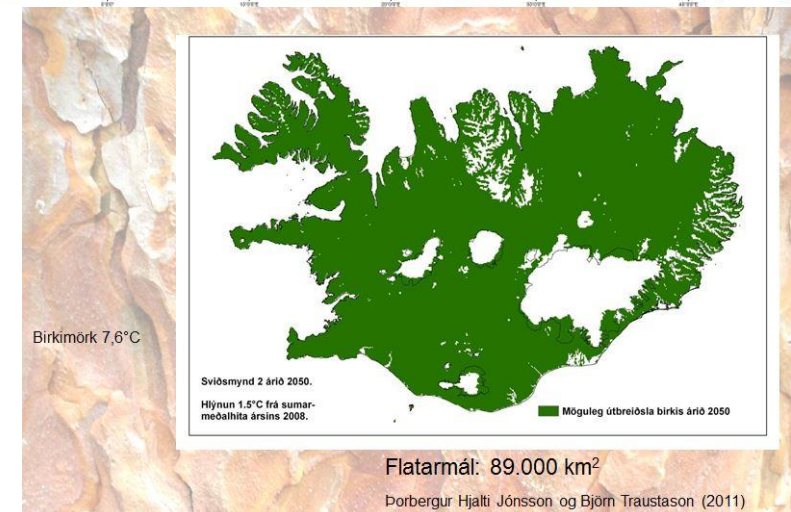 Birkimörk 7,6°C
Sviðsmynd 2 árið 2050.
Hlýnun 1.5°C frá sumar-
meðalhita ársins 2008.
Möguleg útbreiðsla birkis árið 2050
Flatarmál: 89.000 km²
Þorbergur Hjalti Jónsson og Björn Traustason (2011)